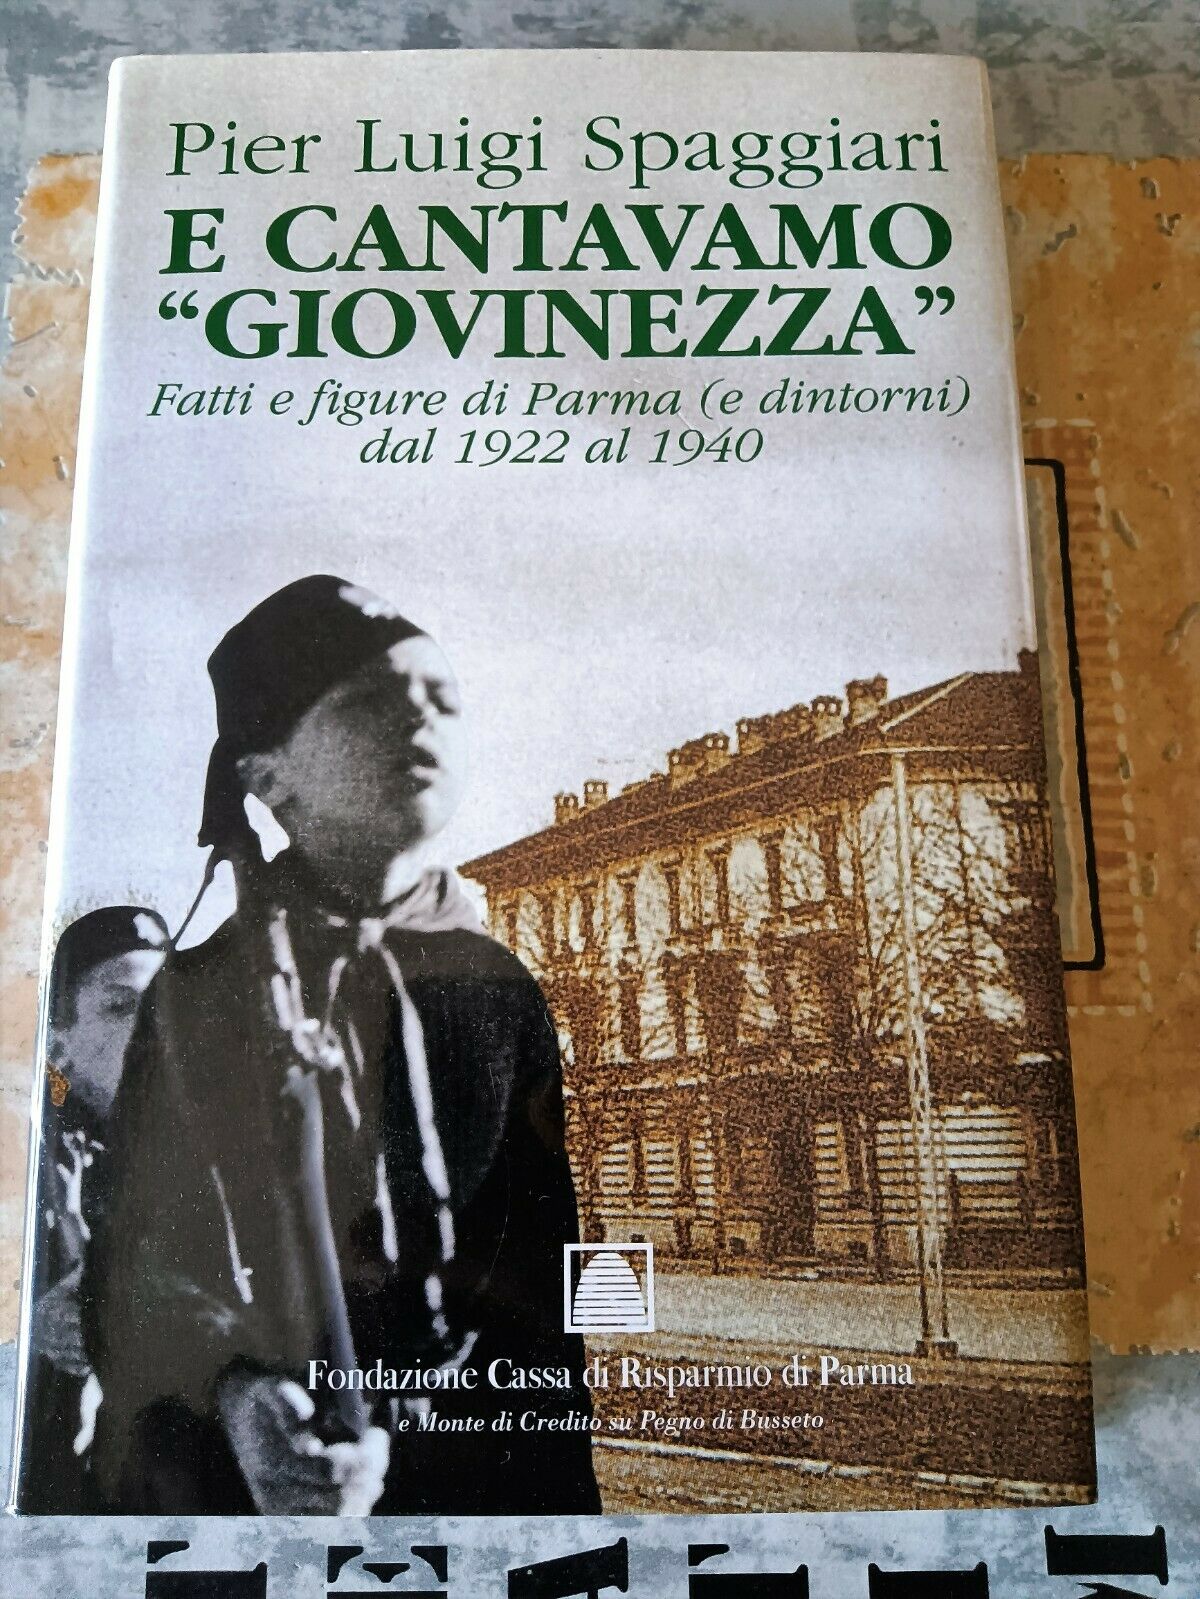 Pier Luigi Spaggiari
E CANTAVAMO
“GIOVINEZZA”
Fatti e figure di Parma (e dintorni)
dal 1922 al 1940
Fondazione Cassa di Risparmio di Parma
e Monte di Credito su Pegno di Busseto